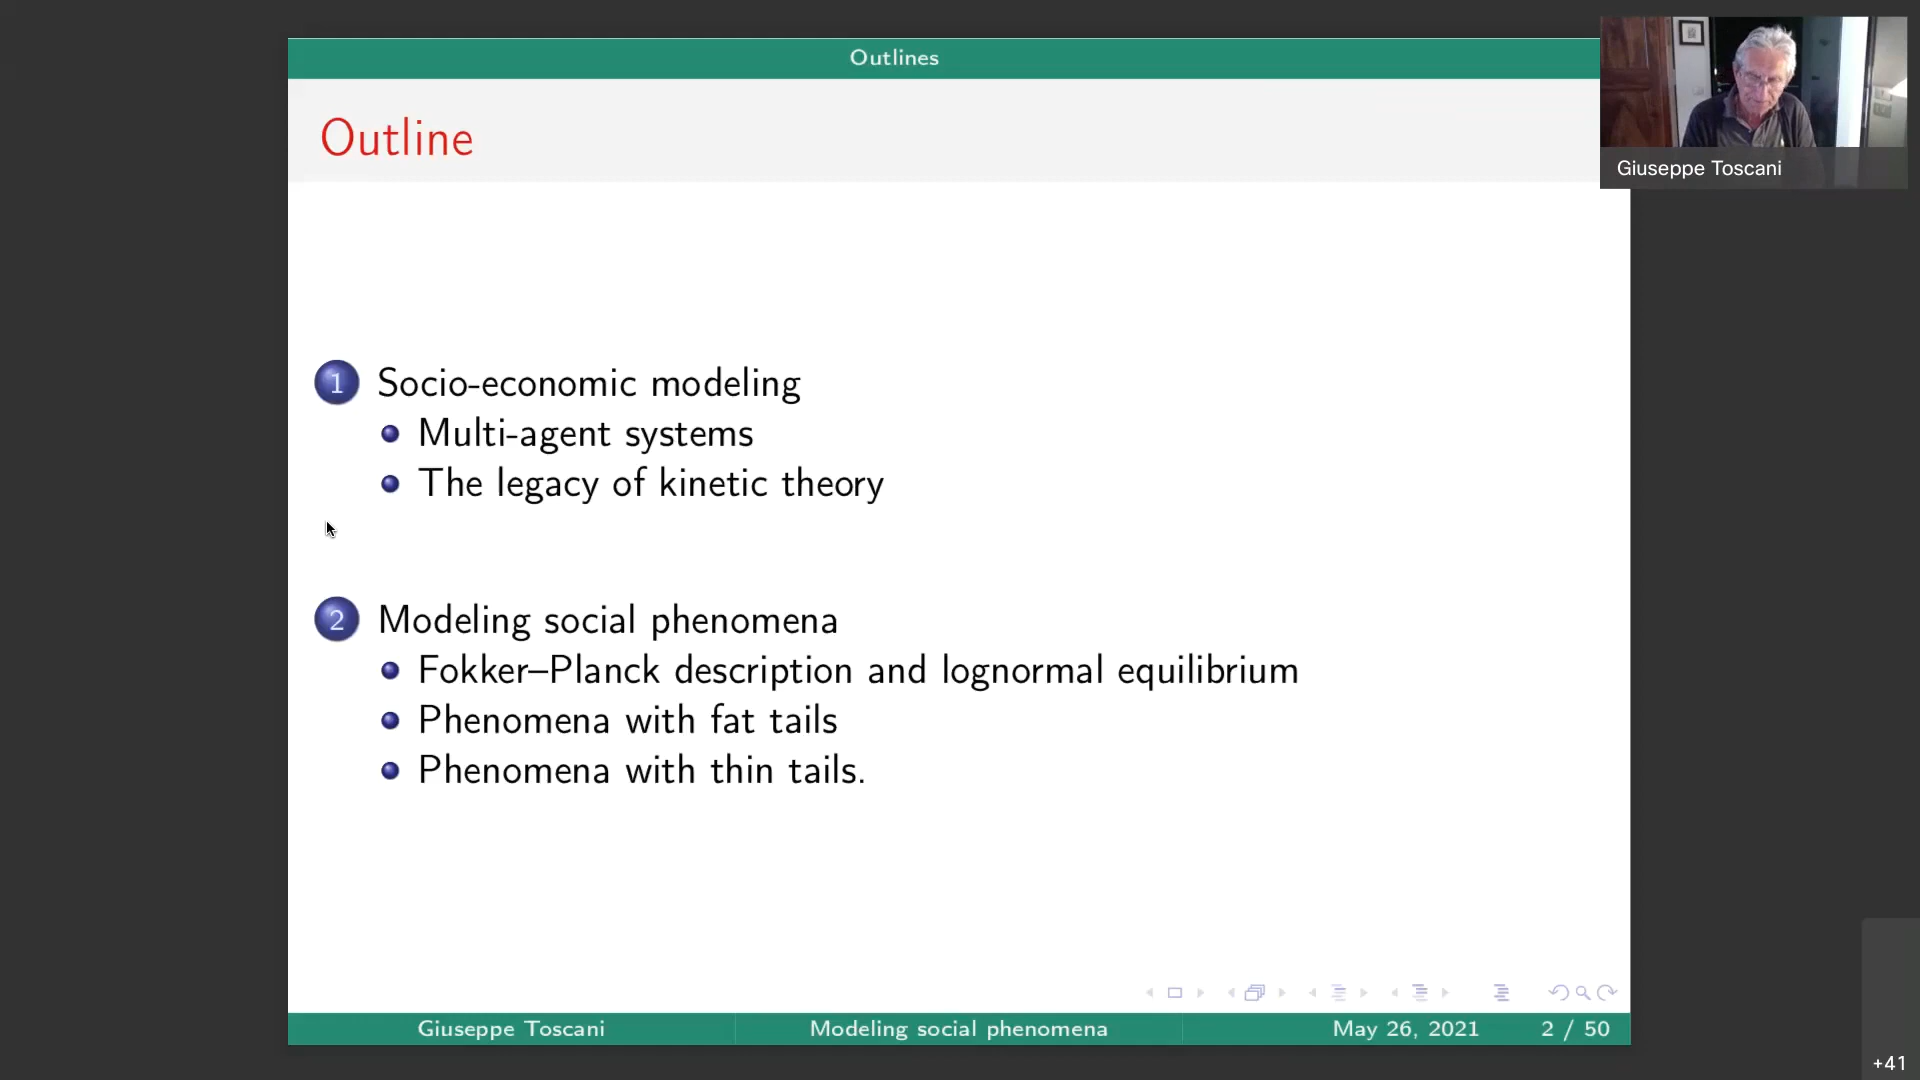 Outlines
Outline
Giuseppe Toscani
1 Socio-economic modeling
Multi-agent systems
The legacy of kinetic theory
2 Modeling social phenomena
Fokker–Planck description and lognormal equilibrium
Phenomena with fat tails
Phenomena with thin tails.
Giuseppe Toscani Modeling social phenomena May 26, 2021 2 / 50
+41